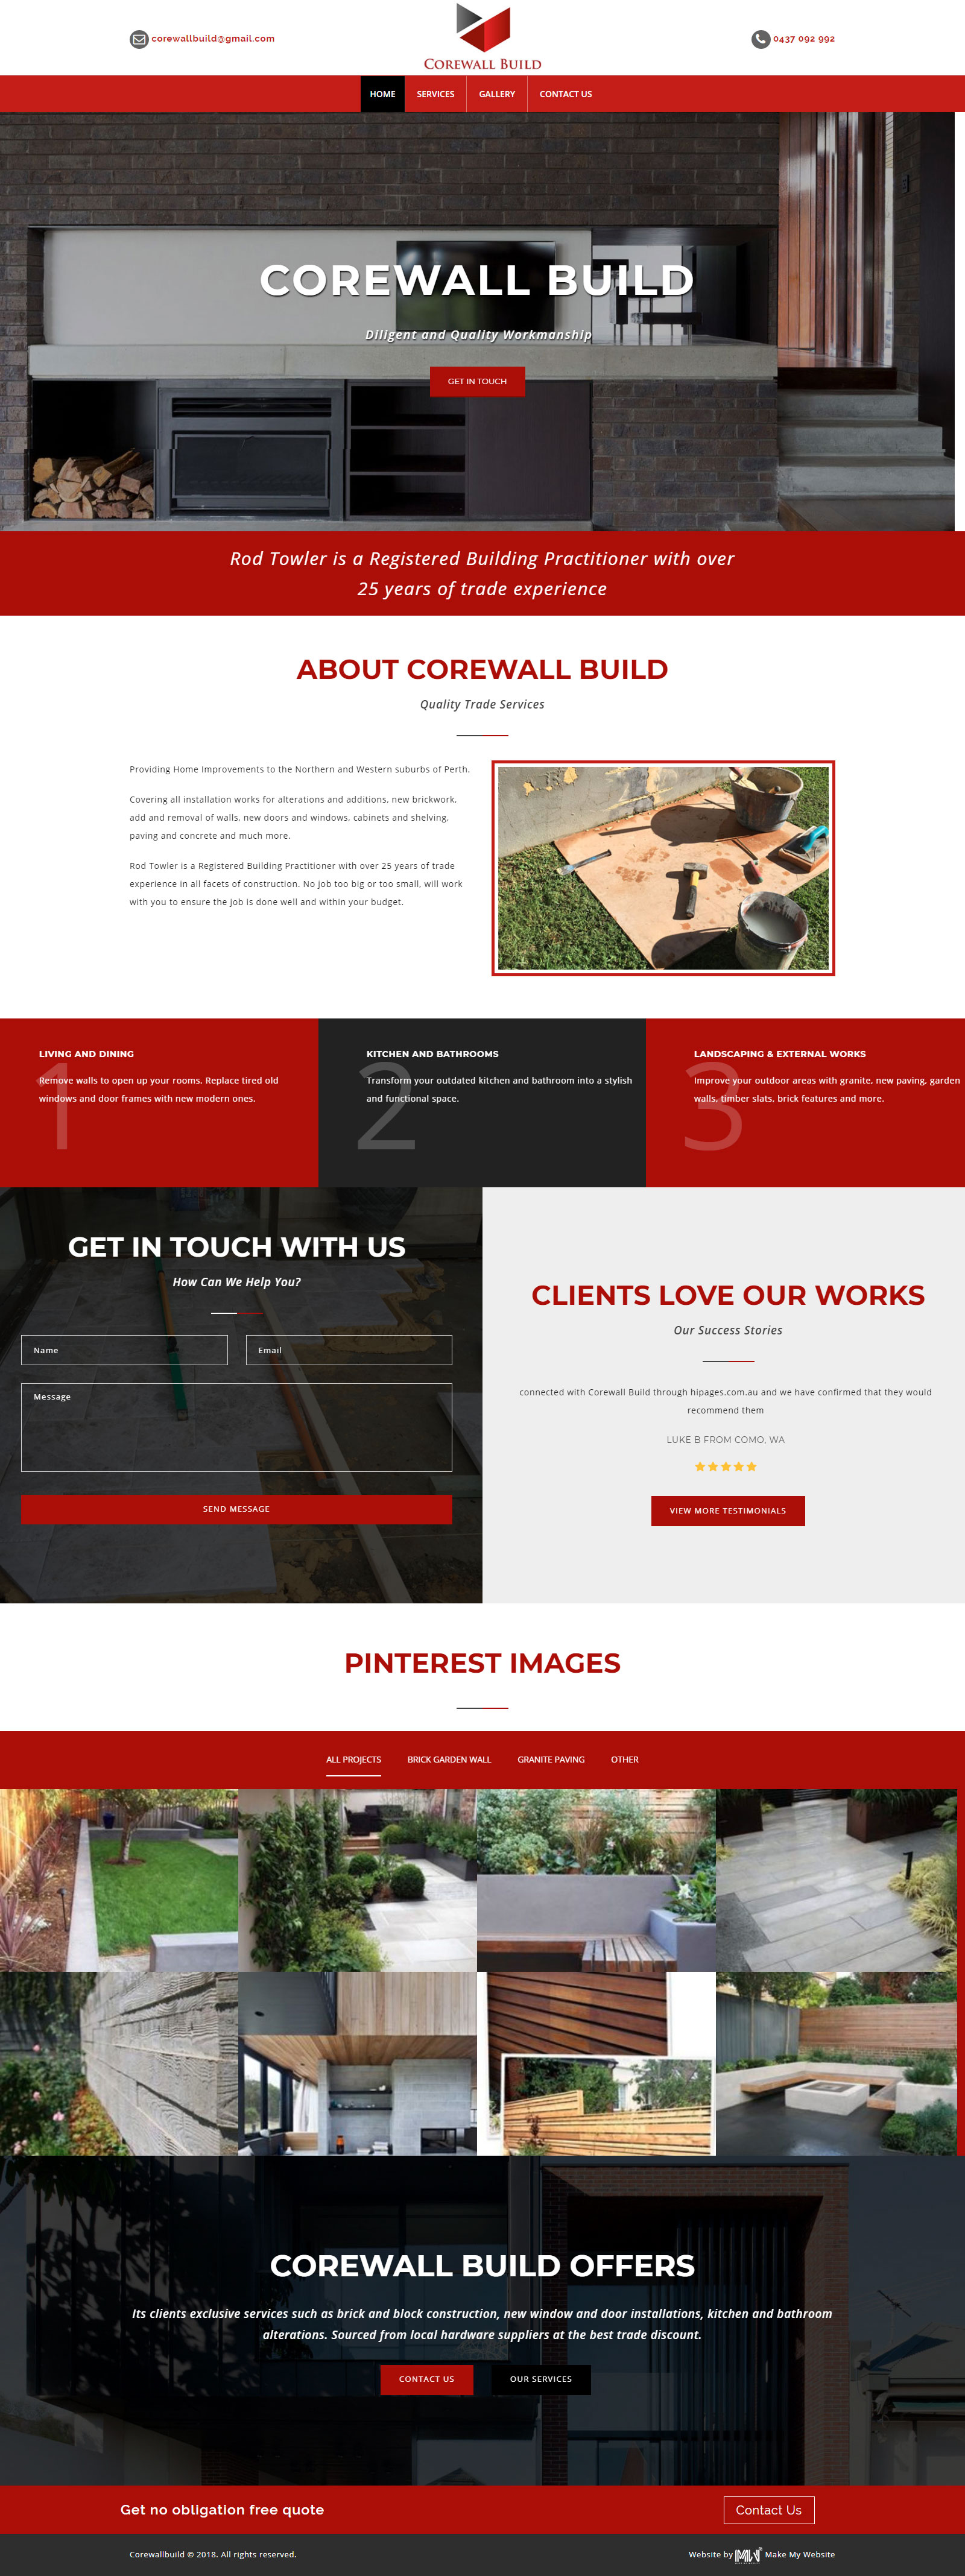 corewallbuild@gmail.com
COREWALL BUILD
0437 092 992
HOME
SERVICES
GALLERY
CONTACT US
COREWALL BUILD
Diligent and Quality Workmanship
GET IN TOUCH
Rod Towler is a Registered Building Practitioner with over
25 years of trade experience
ABOUT COREWALL BUILD
Quality Trade Services
Providing Home Improvements to the Northern and Western suburbs of Perth.
Covering all installation works for alterations and additions, new brickwork,
add and removal of walls, new doors and windows, cabinets and shelving,
paving and concrete and much more.
Rod Towler is a Registered Building Practitioner with over 25 years of trade
experience in all facets of construction. No job too big or too small, will work
with you to ensure the job is done well and within your budget.
1
LIVING AND DINING
Remove walls to open up your rooms. Replace tired old
windows and door frames with new modern ones.
2
KITCHEN AND BATHROOMS
Transform your outdated kitchen and bathroom into a stylish
and functional space.
3
LANDSCAPING & EXTERNAL WORKS
Improve your outdoor areas with granite, new paving, garden
walls, timber slats, brick features and more.
GET IN TOUCH WITH US
How Can We Help You?
Name
Email
Message
SEND MESSAGE
CLIENTS LOVE OUR WORKS
Our Success Stories
connected with Corewall Build through hipages.com.au and we have confirmed that they would
recommend them
LUKE B FROM COMO, WA
VIEW MORE TESTIMONIALS
PINTEREST IMAGES
ALL PROJECTS
BRICK GARDEN WALL
GRANITE PAVING
OTHER
COREWALL BUILD OFFERS
Its clients exclusive services such as brick and block construction, new window and door installations, kitchen and bathroom
alterations. Sourced from local hardware suppliers at the best trade discount.
CONTACT US
OUR SERVICES
Get no obligation free quote
Contact Us
Corewallbuild © 2018. All rights reserved.
Website by MMW Make My Website